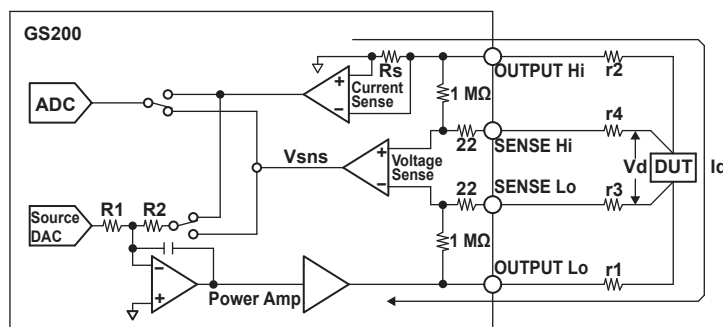 GS200
ADC
Rs
Current
Sense
OUTPUT Hi
r2
1 MΩ
+
−
22
SENSE Hi
r4
Vsns
+
−
Voltage
Sense
Vd
DUT
Id
22
SENSE Lo
r3
Source
DAC
R1
R2
1 MΩ
−
+
Power Amp
OUTPUT Lo
r1